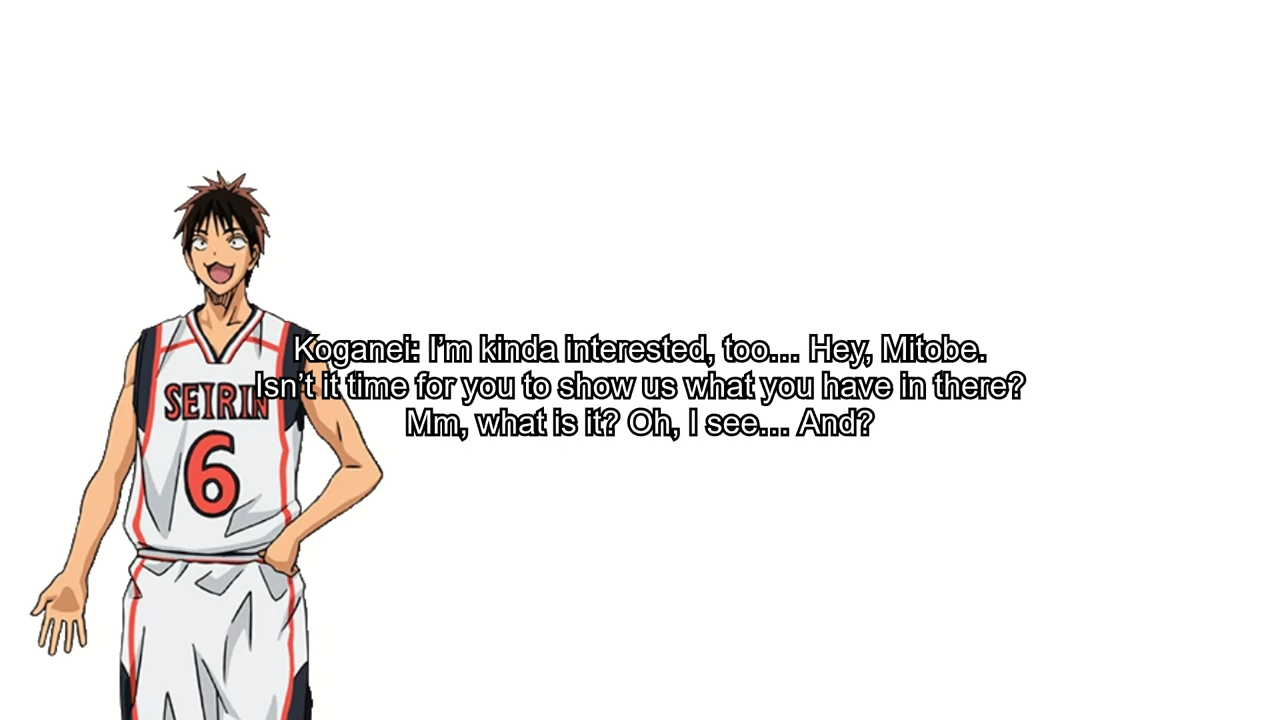 Koganei: I'm kinda interested, too... Hey, Mitobe.
Isn't it time for you to show us what you have in there?
Mm, what is it? Oh, I see... And?
SEIRIN
6